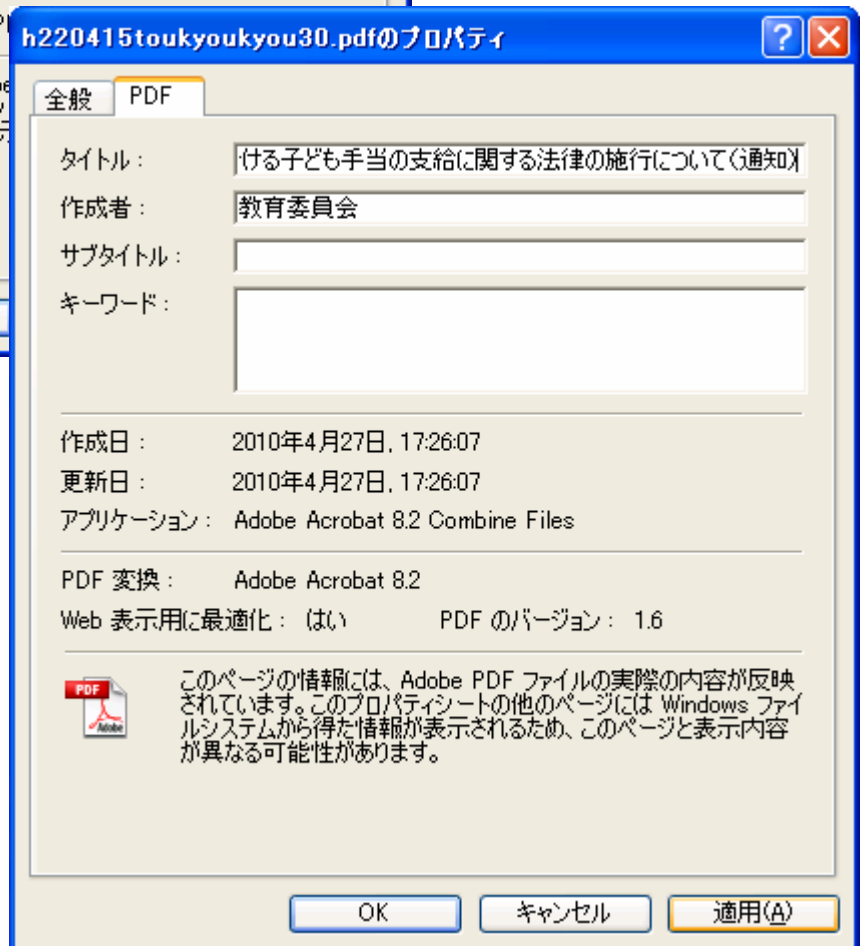 h220415toukyoukyou30.pdfのプロパティ
全般 PDF
タイトル： ける子ども手当の支給に関する法律の施行について(通知)
作成者： 教育委員会
サブタイトル：
キーワード：
作成日： 2010年4月27日, 17:26:07
更新日： 2010年4月27日, 17:26:07
アプリケーション： Adobe Acrobat 8.2 Combine Files
PDF 変換： Adobe Acrobat 8.2
Web 表示用に最適化： はい PDF のバージョン： 1.6
PDF
Adobe
このページの情報には、Adobe PDF ファイルの実際の内容が反映
されています。このプロパティシートの他のページには Windows ファイ
ルシステムから得た情報が表示されるため、このページと表示内容
が異なる可能性があります。
OK キャンセル 適用(A)